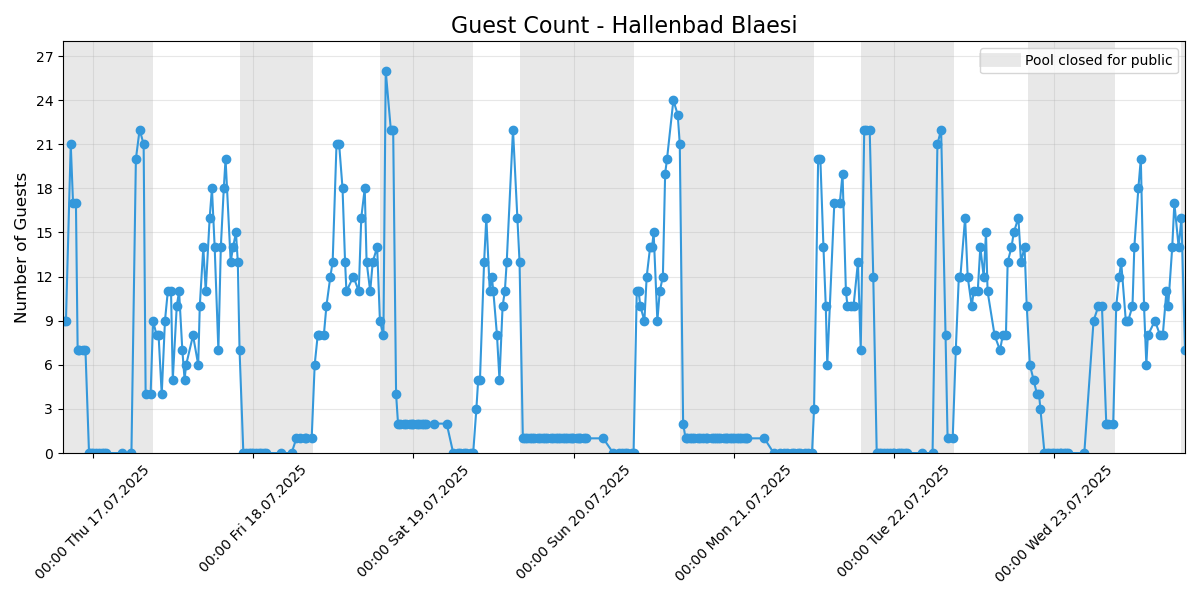 Guest Count - Hallenbad Blaesi
Pool closed for public
Number of Guests
27
24
21
18
15
12
9
6
3
0
00:00 Thu 17.07.2025
00:00 Fri 18.07.2025
00:00 Sat 19.07.2025
00:00 Sun 20.07.2025
00:00 Mon 21.07.2025
00:00 Tue 22.07.2025
00:00 Wed 23.07.2025